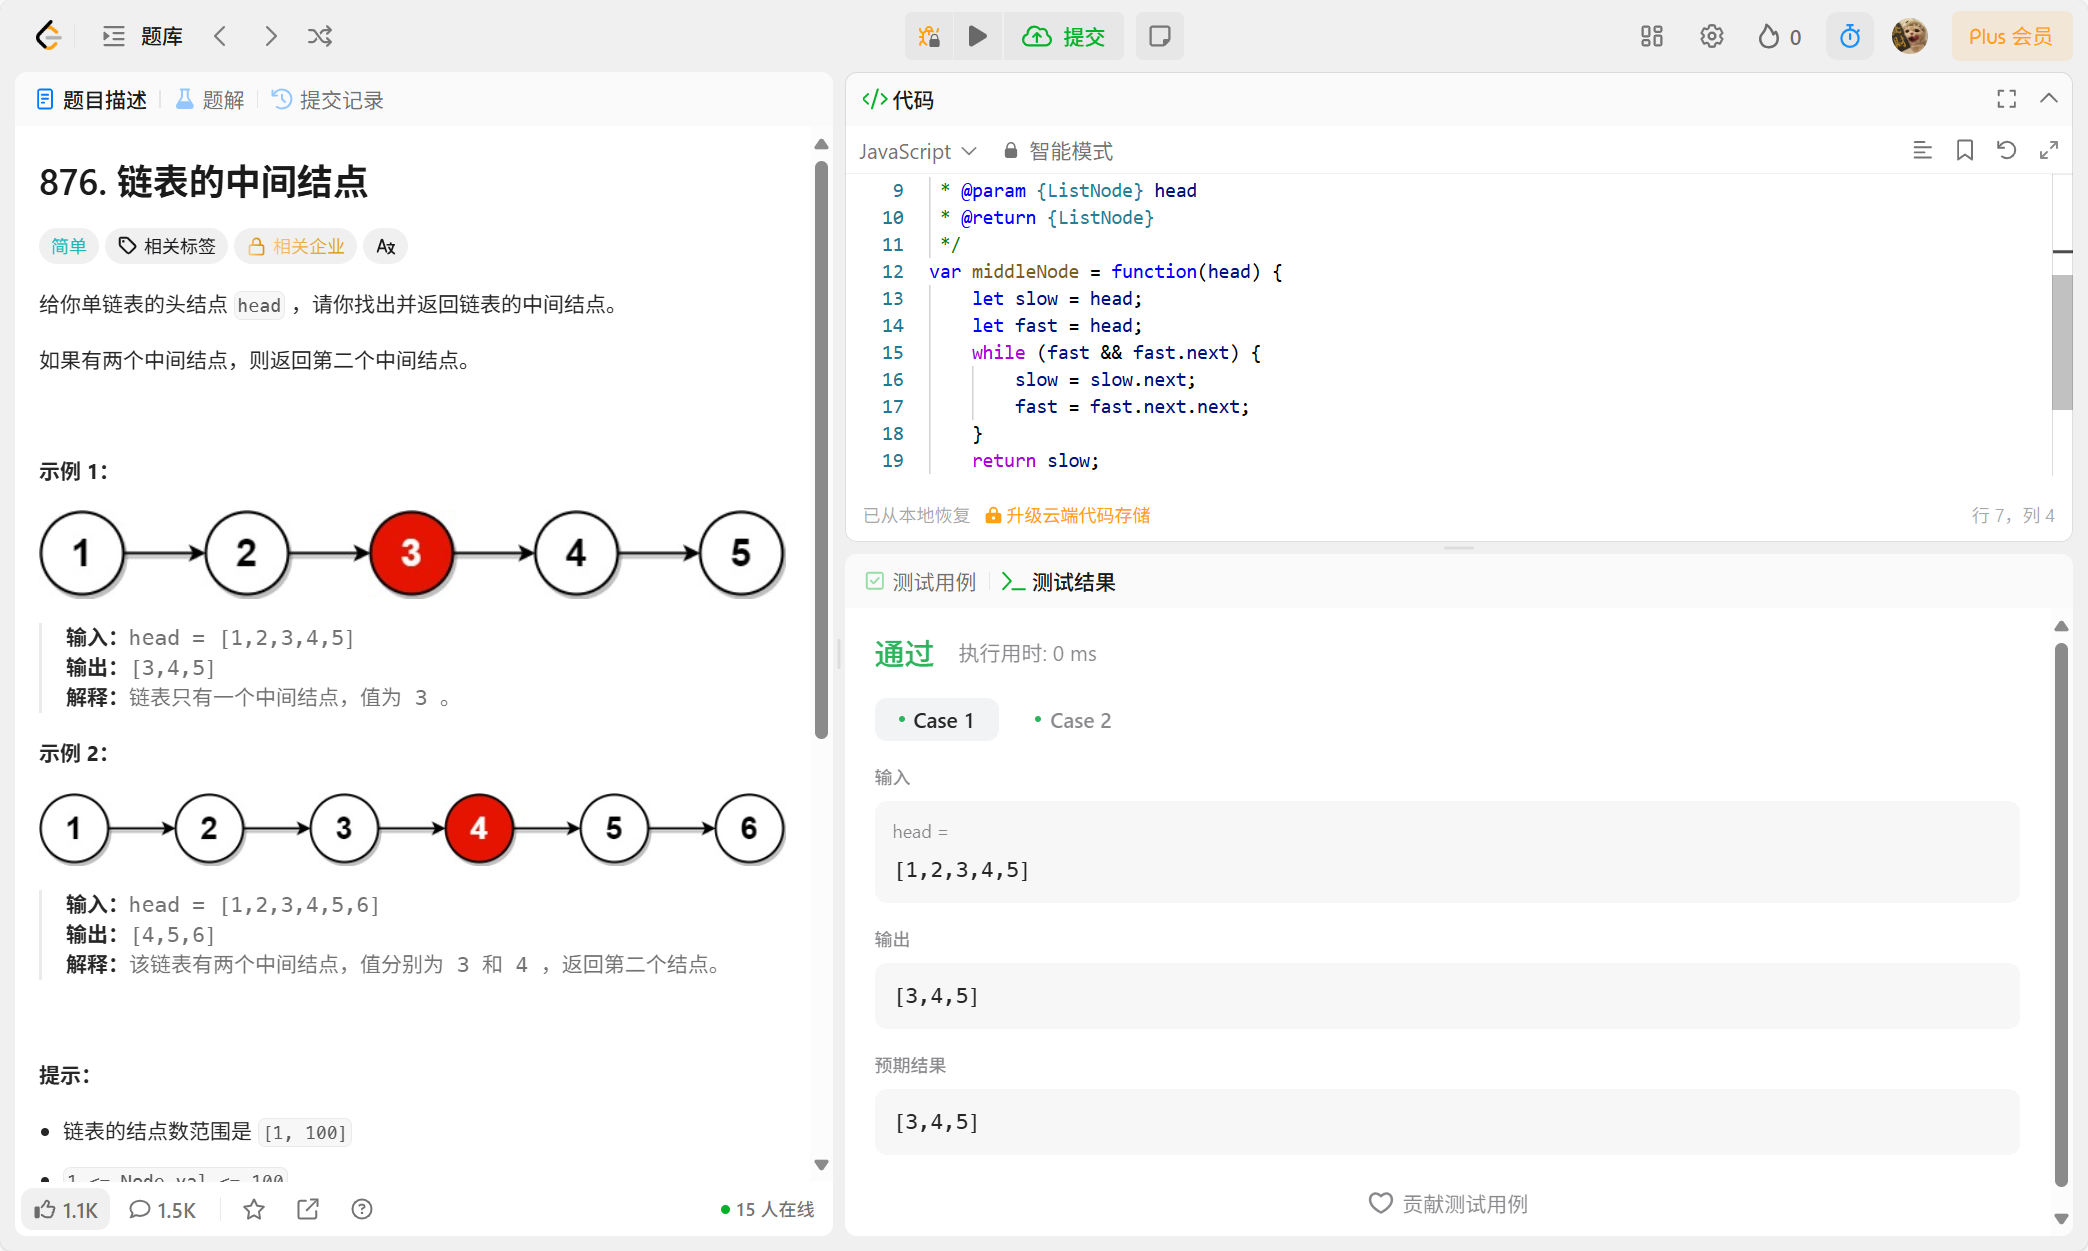 题库
提交
0
Plus 会员
题目描述
题解
提交记录
876. 链表的中间结点
简单
相关标签
相关企业
给你单链表的头结点 head ，请你找出并返回链表的中间结点。
如果有两个中间结点，则返回第二个中间结点。
示例 1：
1 2 3 4 5
输入：head = [1,2,3,4,5]
输出：[3,4,5]
解释：链表只有一个中间结点，值为 3 。
示例 2：
1 2 3 4 5 6
输入：head = [1,2,3,4,5,6]
输出：[4,5,6]
解释：该链表有两个中间结点，值分别为 3 和 4 ，返回第二个结点。
提示：
链表的结点数范围是 [1, 100]
1 <= Node.val <= 100
1.1K
1.5K
15 人在线
</> 代码
JavaScript
智能模式
9 * @param {ListNode} head
10 * @return {ListNode}
11 */
12 var middleNode = function(head) {
13 let slow = head;
14 let fast = head;
15 while (fast && fast.next) {
16 slow = slow.next;
17 fast = fast.next.next;
18 }
19 return slow;
已从本地恢复
升级云端代码存储
行 7，列 4
测试用例
测试结果
通过
执行用时: 0 ms
Case 1
Case 2
输入
head =
[1,2,3,4,5]
输出
[3,4,5]
预期结果
[3,4,5]
贡献测试用例